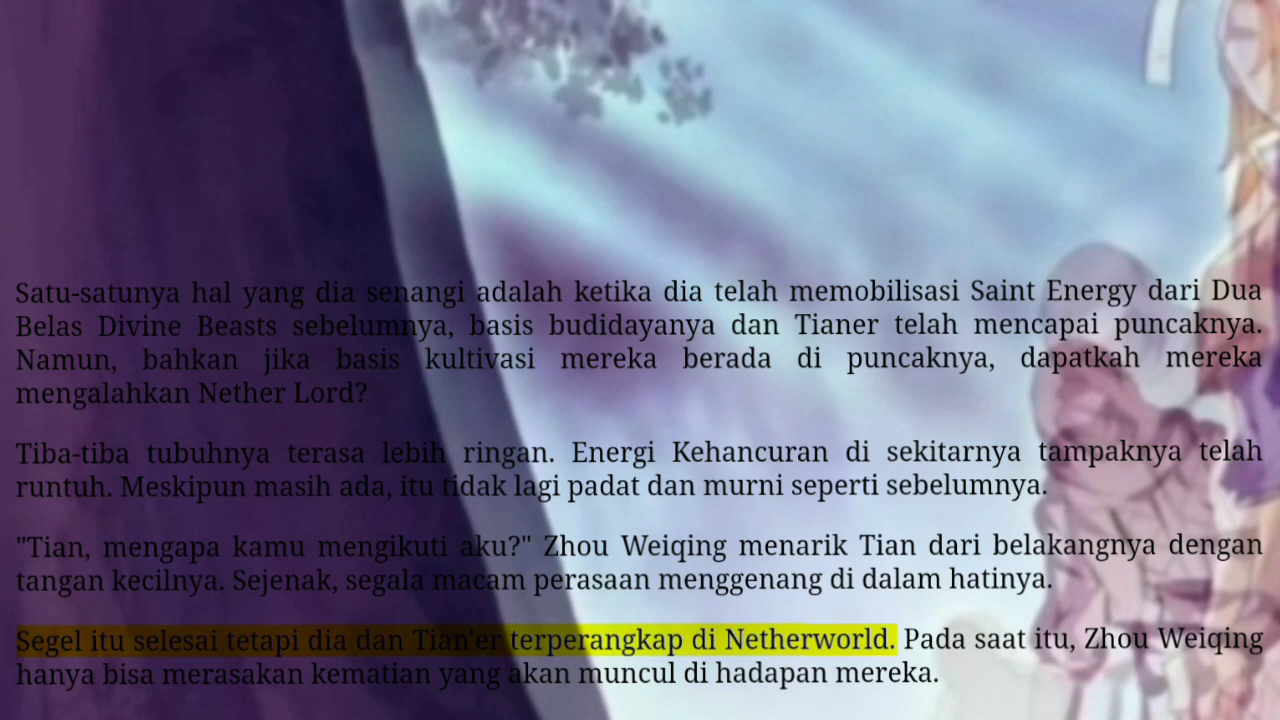 Satu-satunya hal yang dia senangi adalah ketika dia telah memobilisasi Saint Energy dari Dua
Belas Divine Beasts sebelumnya, basis budidayanya dan Tianer telah mencapai puncaknya.
Namun, bahkan jika basis kultivasi mereka berada di puncaknya, dapatkah mereka
mengalahkan Nether Lord?
Tiba-tiba tubuhnya terasa lebih ringan. Energi Kehancuran di sekitarnya tampaknya telah
runtuh. Meskipun masih ada, itu tidak lagi padat dan murni seperti sebelumnya.
"Tian, mengapa kamu mengikuti aku?" Zhou Weiqing menarik Tian dari belakangnya dengan
tangan kecilnya. Sejenak, segala macam perasaan menggenang di dalam hatinya.
Segel itu selesai tetapi dia dan Tian'er terperangkap di Netherworld. Pada saat itu, Zhou Weiqing
hanya bisa merasakan kematian yang akan muncul di hadapan mereka.